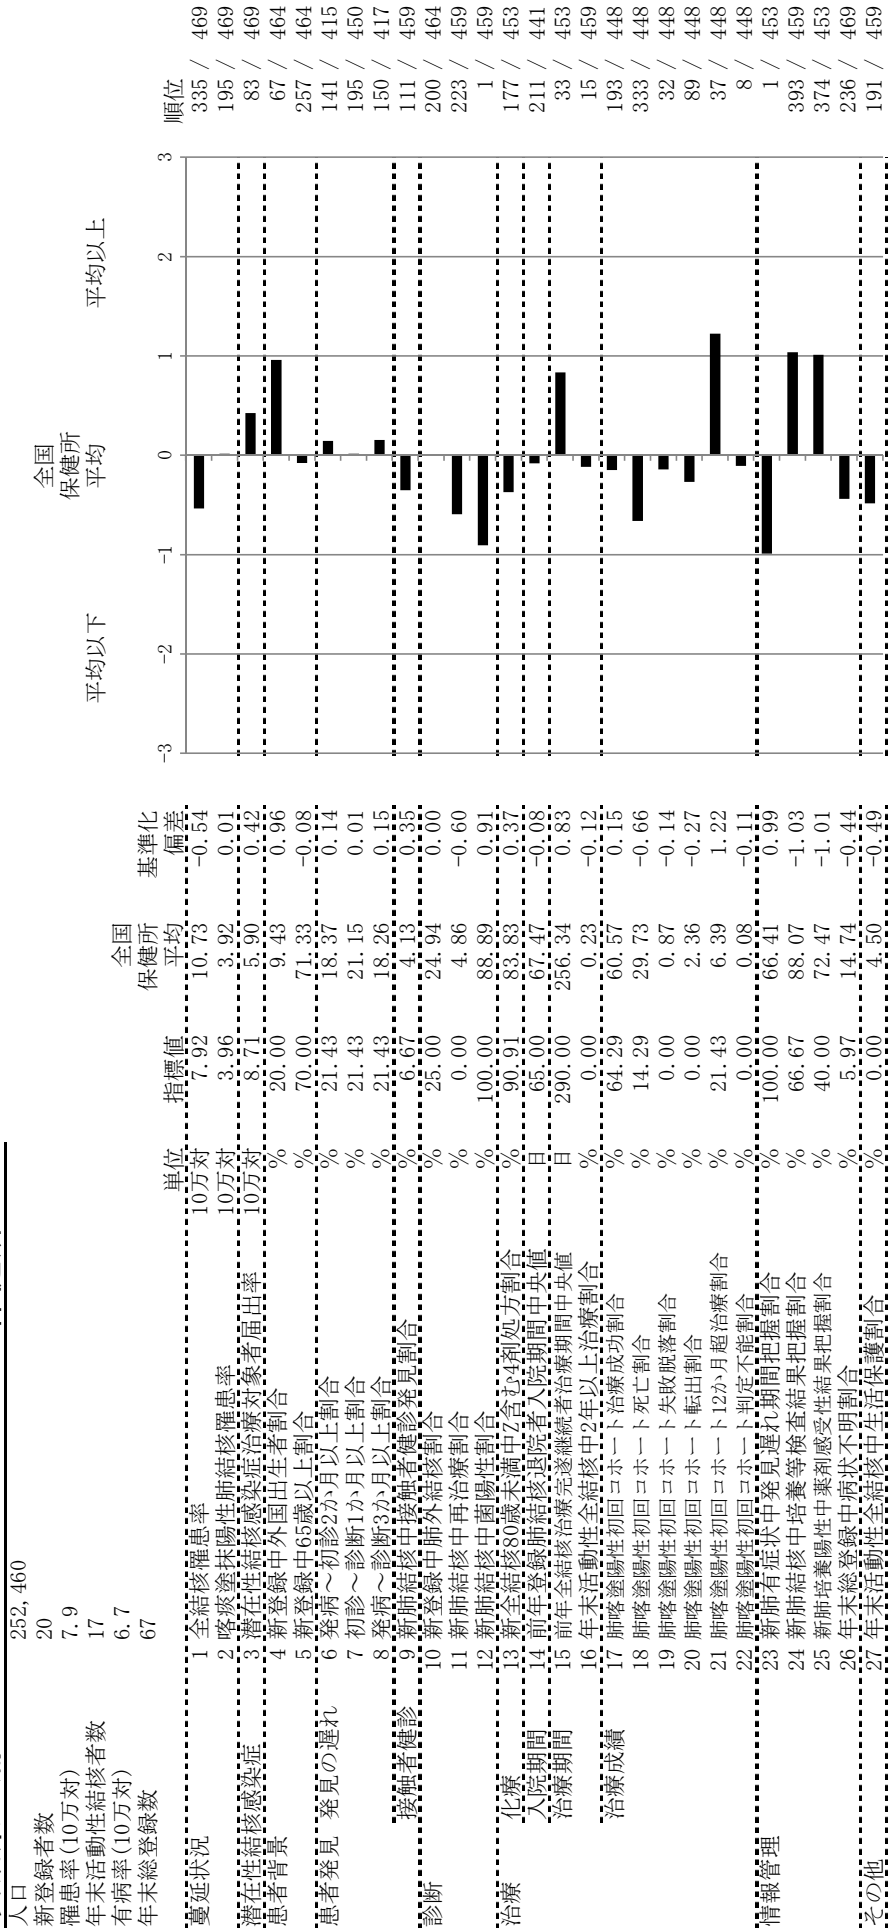 人口 252,460
新登録者数 20
罹患率(10万対) 7.9
年末活動性結核者数 17
有病率(10万対) 6.7
年末総登録数 67
単位 指標値 全国保健所平均 基準化偏差 平均以下 全国保健所平均 平均以上 順位
-3 -2 -1 0 1 2 3
蔓延状況 1 全結核罹患率 10万対 7.92 10.73 -0.54 335 / 469
2 喀痰塗抹陽性肺結核罹患率 10万対 3.96 3.92 0.01 195 / 469
潜在性結核感染症 3 潜在性結核感染症治療対象者届出率 10万対 8.71 5.90 0.42 83 / 469
患者背景 4 新登録中外国出生者割合 % 20.00 9.43 0.96 67 / 464
5 新登録中65歳以上割合 % 70.00 71.33 -0.08 257 / 464
患者発見 発見の遅れ 6 発病～初診2か月以上割合 % 21.43 18.37 0.14 141 / 415
7 初診～診断1か月以上割合 % 21.43 21.15 0.01 195 / 450
8 発病～診断3か月以上割合 % 21.43 18.26 0.15 150 / 417
接触者健診 9 新肺結核中接触者健診発見割合 % 6.67 4.13 0.35 111 / 459
診断 10 新登録中肺外結核割合 % 25.00 24.94 0.00 200 / 464
11 新肺結核中再治療割合 % 0.00 4.86 -0.60 223 / 459
12 新肺結核中菌陽性割合 % 100.00 88.89 0.91 1 / 459
治療 化療 13 新全結核80歳未満中Z含む4剤処方割合 % 90.91 83.83 0.37 177 / 453
入院期間 14 前年登録肺結核退院者入院期間中央値 日 65.00 67.47 -0.08 211 / 441
治療期間 15 前年全結核治療完遂継続者治療期間中央値 日 290.00 256.34 0.83 33 / 453
16 年末活動性全結核中2年以上治療割合 % 0.00 0.23 -0.12 15 / 459
治療成績 17 肺喀塗陽性初回コホート治療成功割合 % 64.29 60.57 0.15 193 / 448
18 肺喀塗陽性初回コホート死亡割合 % 14.29 29.73 -0.66 333 / 448
19 肺喀塗陽性初回コホート失敗脱落割合 % 0.00 0.87 -0.14 32 / 448
20 肺喀塗陽性初回コホート転出割合 % 0.00 2.36 -0.27 89 / 448
21 肺喀塗陽性初回コホート12か月超治療割合 % 21.43 6.39 1.22 37 / 448
22 肺喀塗陽性初回コホート判定不能割合 % 0.00 0.08 -0.11 8 / 448
情報管理 23 新肺有症状中発見遅れ期間把握割合 % 100.00 66.41 0.99 1 / 453
24 新肺結核中培養等検査結果把握割合 % 66.67 88.07 -1.03 393 / 459
25 新肺培養陽性中薬剤感受性結果把握割合 % 40.00 72.47 -1.01 374 / 453
26 年末総登録中病状不明割合 % 5.97 14.74 -0.44 236 / 469
その他 27 年末活動性全結核中生活保護割合 % 0.00 4.50 -0.49 191 / 459